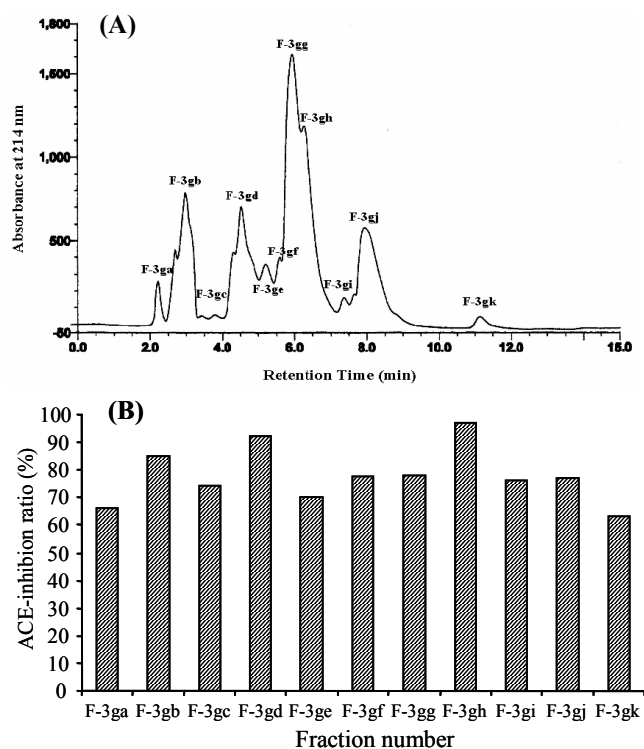 (A)
1,800
1,500
1,000
500
-50
Absorbance at 214 nm
F-3ga
F-3gb
F-3gc
F-3gd
F-3ge
F-3gf
F-3gg
F-3gh
F-3gi
F-3gj
F-3gk
0.0 2.0 4.0 6.0 8.0 10.0 12.0 15.0
Retention Time (min)
(B)
100
90
80
70
60
50
40
30
20
10
0
ACE-inhibion ratio (%)
F-3ga F-3gb F-3gc F-3gd F-3ge F-3gf F-3gg F-3gh F-3gi F-3gj F-3gk
Fraction number